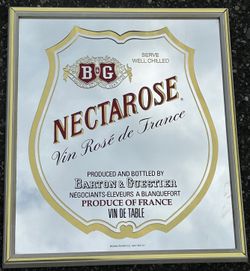 SERVE
WELL CHILLED
B&G
NECTAROSE
Vin Rosé de France
PRODUCED AND BOTTLED BY
BARTON & GUESTIER
NÉGOCIANTS-ELEVEURS A BLANQUEFORT
PRODUCE OF FRANCE
VIN DE TABLE